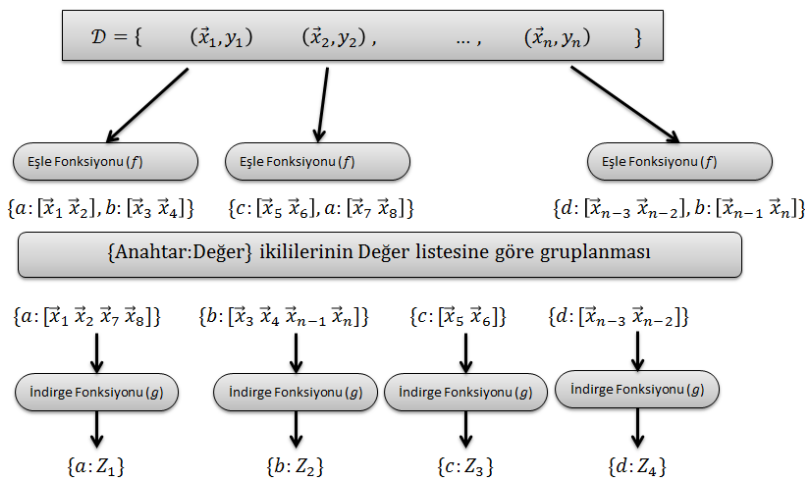 𝒟 = { (x⃗₁, y₁) (x⃗₂, y₂) , … , (x⃗ₙ, yₙ) }
Eşle Fonksiyonu (f) Eşle Fonksiyonu (f) Eşle Fonksiyonu (f)
{a: [x⃗₁ x⃗₂], b: [x⃗₃ x⃗₄]} {c: [x⃗₅ x⃗₆], a: [x⃗₇ x⃗₈]} {d: [x⃗ₙ₋₃ x⃗ₙ₋₂], b: [x⃗ₙ₋₁ x⃗ₙ]}
{Anahtar:Değer} ikililerinin Değer listesine göre gruplanması
{a: [x⃗₁ x⃗₂ x⃗₇ x⃗₈]} {b: [x⃗₃ x⃗₄ x⃗ₙ₋₁ x⃗ₙ]} {c: [x⃗₅ x⃗₆]} {d: [x⃗ₙ₋₃ x⃗ₙ₋₂]}
İndirge Fonksiyonu (g) İndirge Fonksiyonu (g) İndirge Fonksiyonu (g) İndirge Fonksiyonu (g)
{a: Z₁} {b: Z₂} {c: Z₃} {d: Z₄}